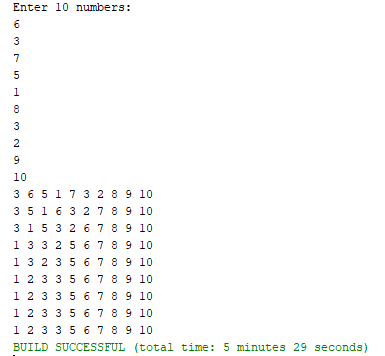 Enter 10 numbers:
6
3
7
5
1
8
3
2
9
10
3 6 5 1 7 3 2 8 9 10
3 5 1 6 3 2 7 8 9 10
3 1 5 3 2 6 7 8 9 10
1 3 3 2 5 6 7 8 9 10
1 3 2 3 5 6 7 8 9 10
1 2 3 3 5 6 7 8 9 10
1 2 3 3 5 6 7 8 9 10
1 2 3 3 5 6 7 8 9 10
1 2 3 3 5 6 7 8 9 10
BUILD SUCCESSFUL (total time: 5 minutes 29 seconds)